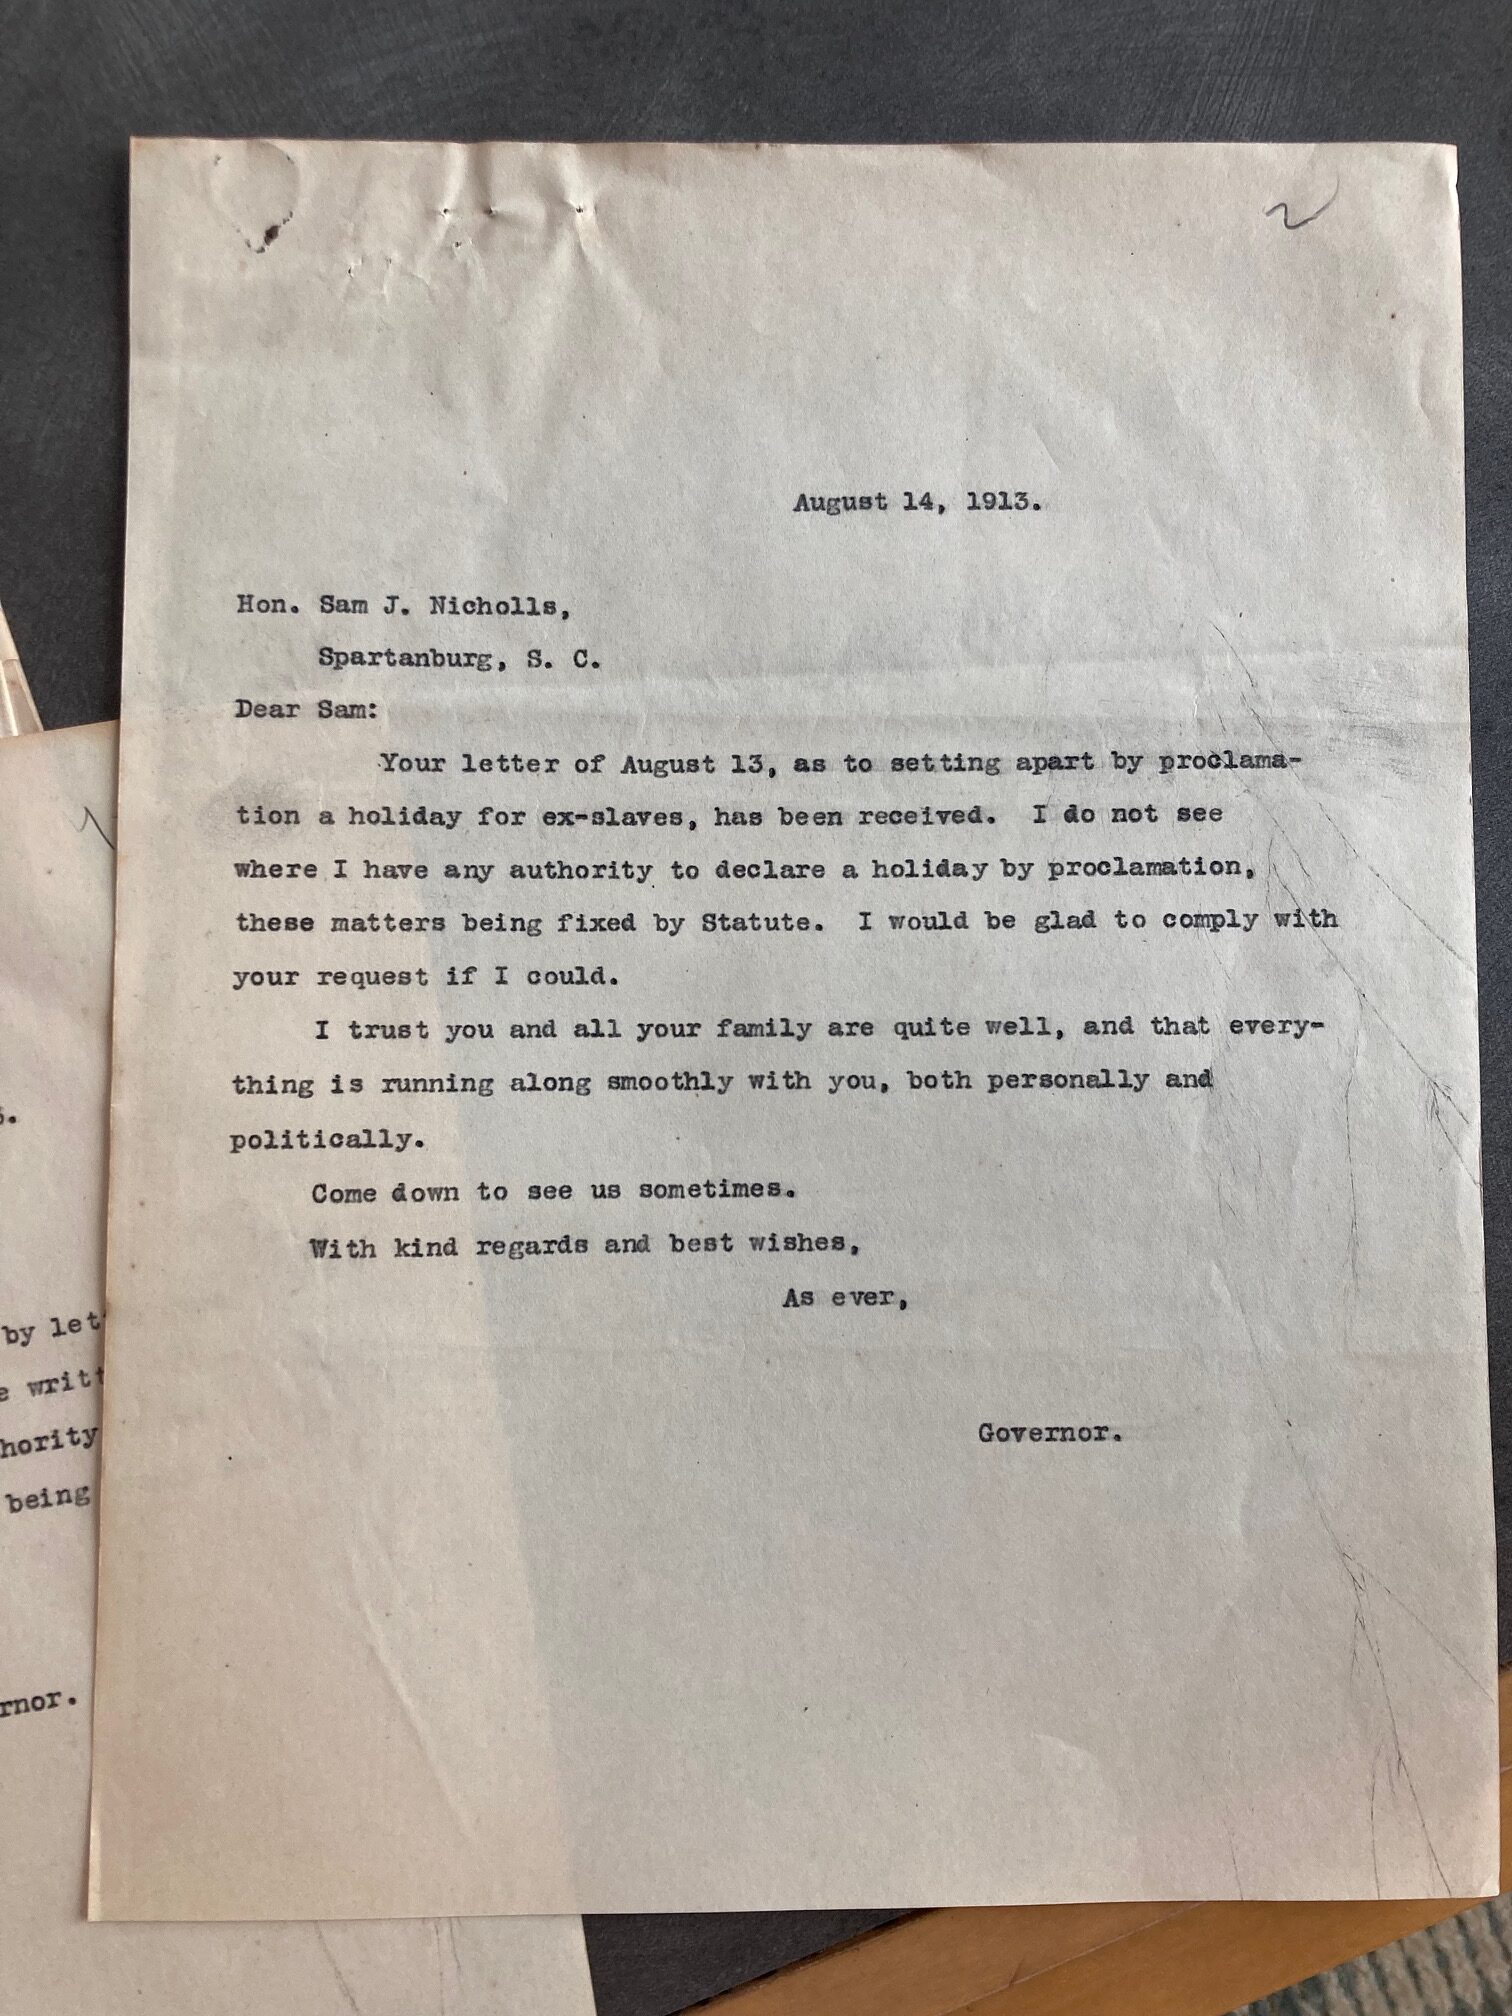 2
August 14, 1913.
Hon. Sam J. Nicholls,
Spartanburg, S. C.
Dear Sam:
Your letter of August 13, as to setting apart by proclama-
tion a holiday for ex-slaves, has been received. I do not see
where I have any authority to declare a holiday by proclamation,
these matters being fixed by Statute. I would be glad to comply with
your request if I could.
I trust you and all your family are quite well, and that every-
thing is running along smoothly with you, both personally and
politically.
Come down to see us sometimes.
With kind regards and best wishes,
As ever,
Governor.
by let
writt
hority
being
rnor.